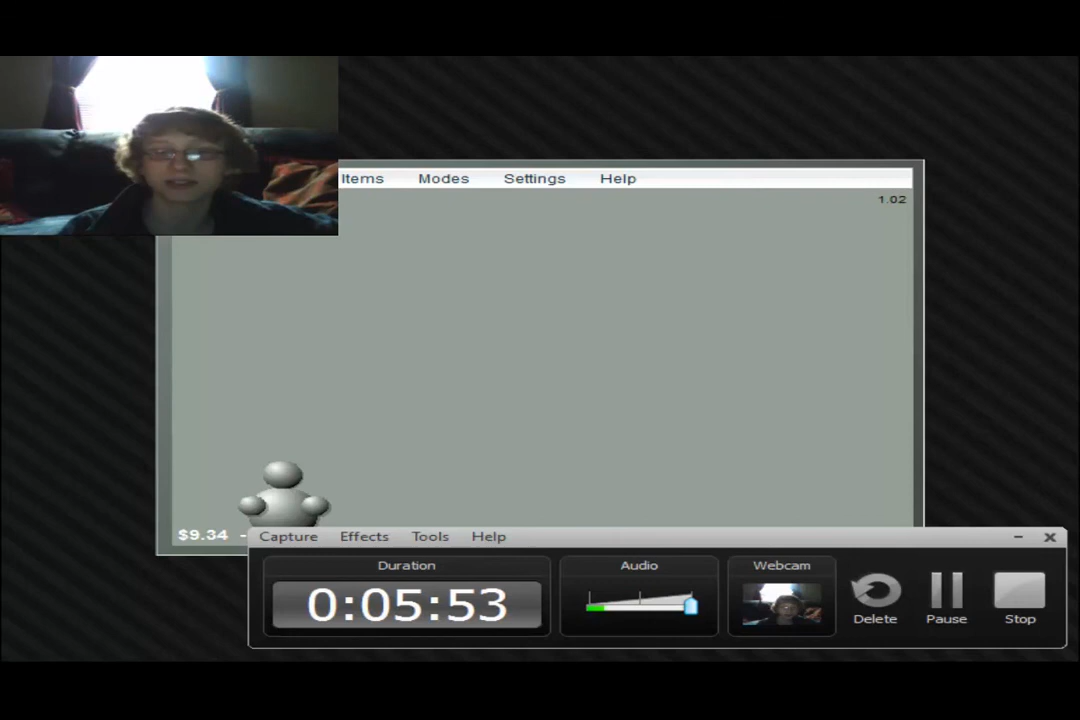 Items Modes Settings Help
1.02
$9.34 -
Capture Effects Tools Help
Duration Audio Webcam
0:05:53
Delete Pause Stop